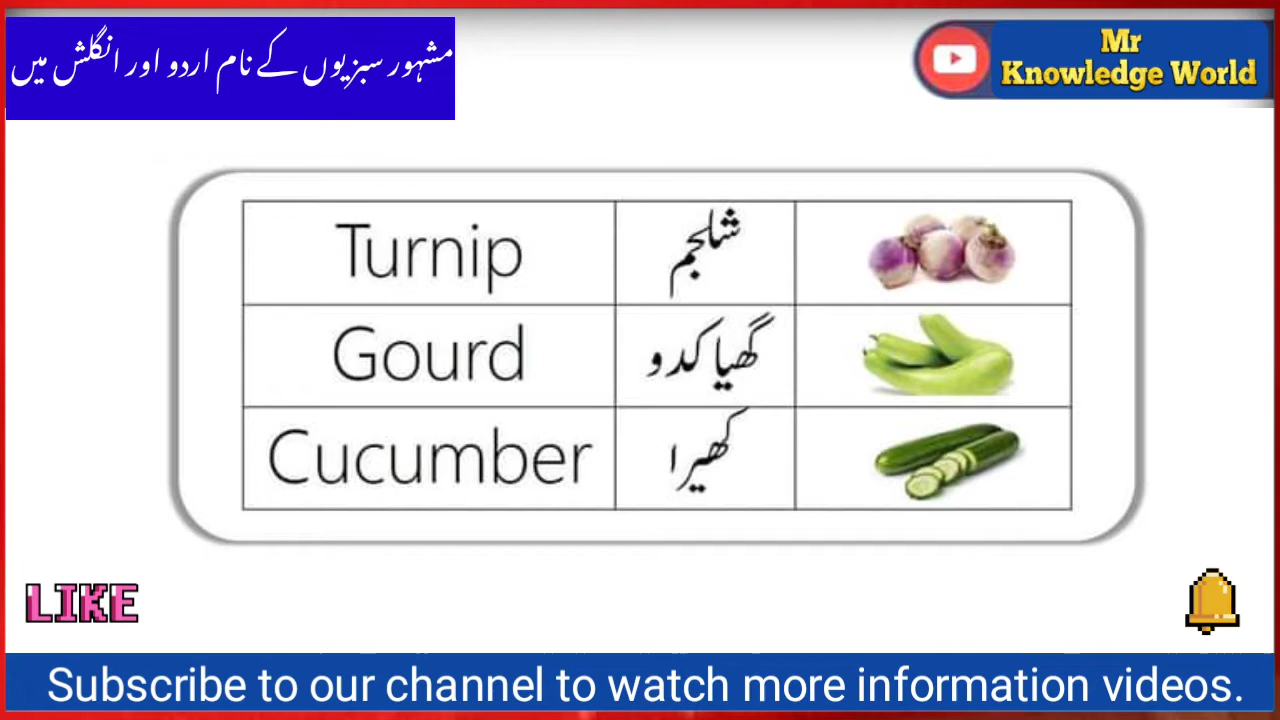 مشہور سبزیوں کے نام اردو اور انگلش میں
Mr
Knowledge World
Turnip
شلجم
Gourd
گھیا کدو
Cucumber
کھیرا
LIKE
Subscribe to our channel to watch more information videos.